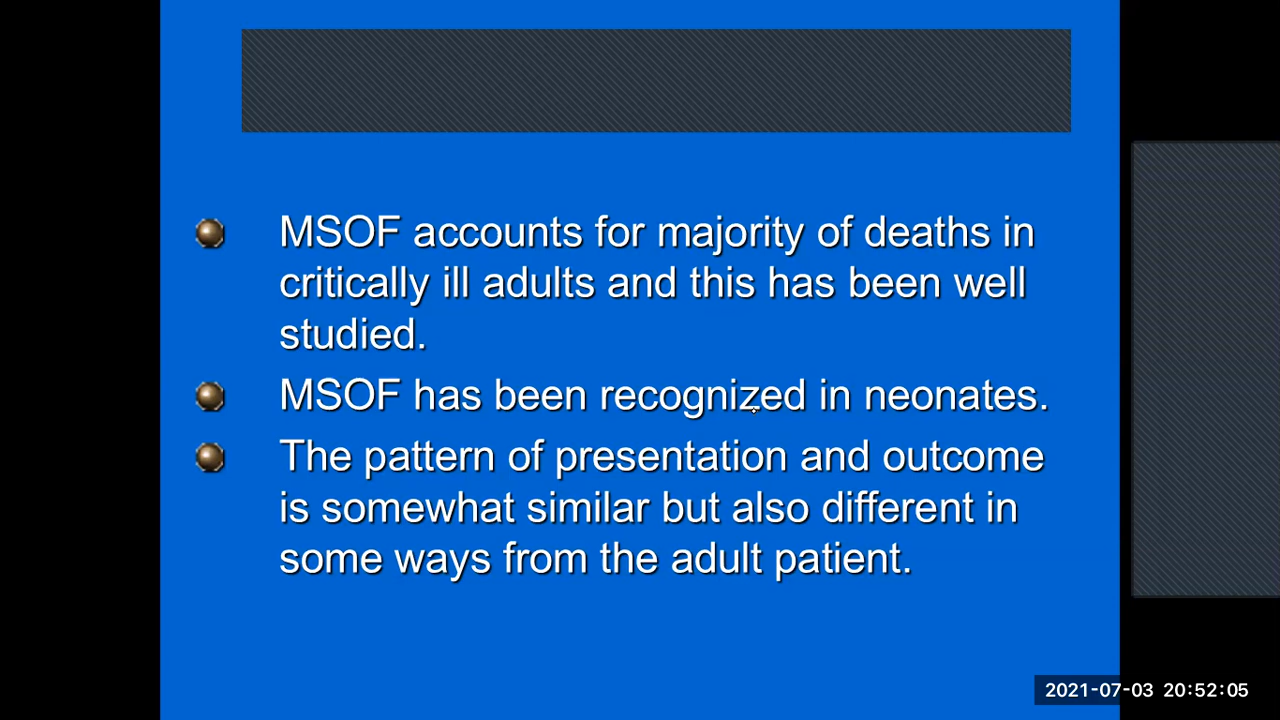 MSOF accounts for majority of deaths in
critically ill adults and this has been well
studied.
MSOF has been recognized in neonates.
The pattern of presentation and outcome
is somewhat similar but also different in
some ways from the adult patient.
2021-07-03 20:52:05